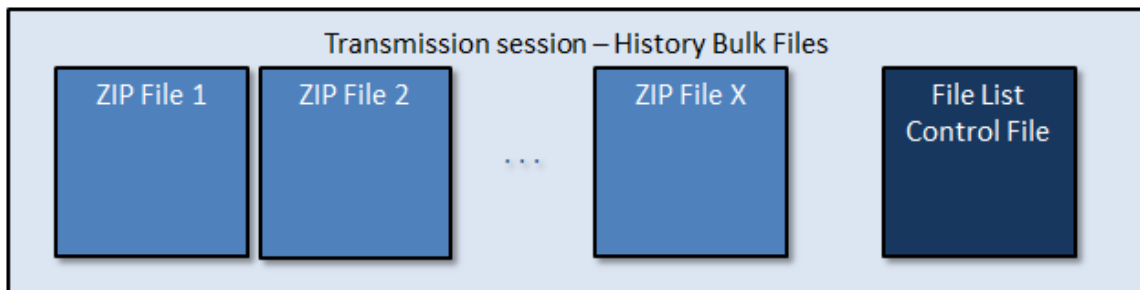 Transmission session – History Bulk Files
ZIP File 1
ZIP File 2
...
ZIP File X
File List
Control File